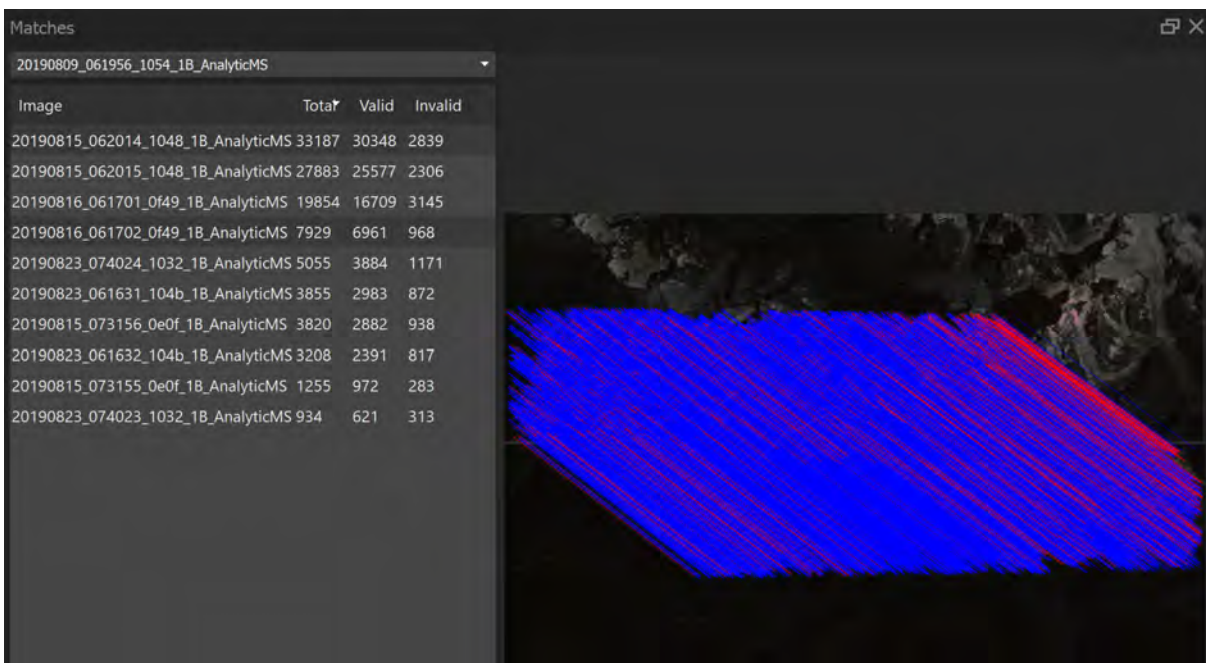 Matches
20190809_061956_1054_1B_AnalyticMS
Image Total Valid Invalid
20190815_062014_1048_1B_AnalyticMS 33187 30348 2839
20190815_062015_1048_1B_AnalyticMS 27883 25577 2306
20190816_061701_0f49_1B_AnalyticMS 19854 16709 3145
20190816_061702_0f49_1B_AnalyticMS 7929 6961 968
20190823_074024_1032_1B_AnalyticMS 5055 3884 1171
20190823_061631_104b_1B_AnalyticMS 3855 2983 872
20190815_073156_0e0f_1B_AnalyticMS 3820 2882 938
20190823_061632_104b_1B_AnalyticMS 3208 2391 817
20190815_073155_0e0f_1B_AnalyticMS 1255 972 283
20190823_074023_1032_1B_AnalyticMS 934 621 313